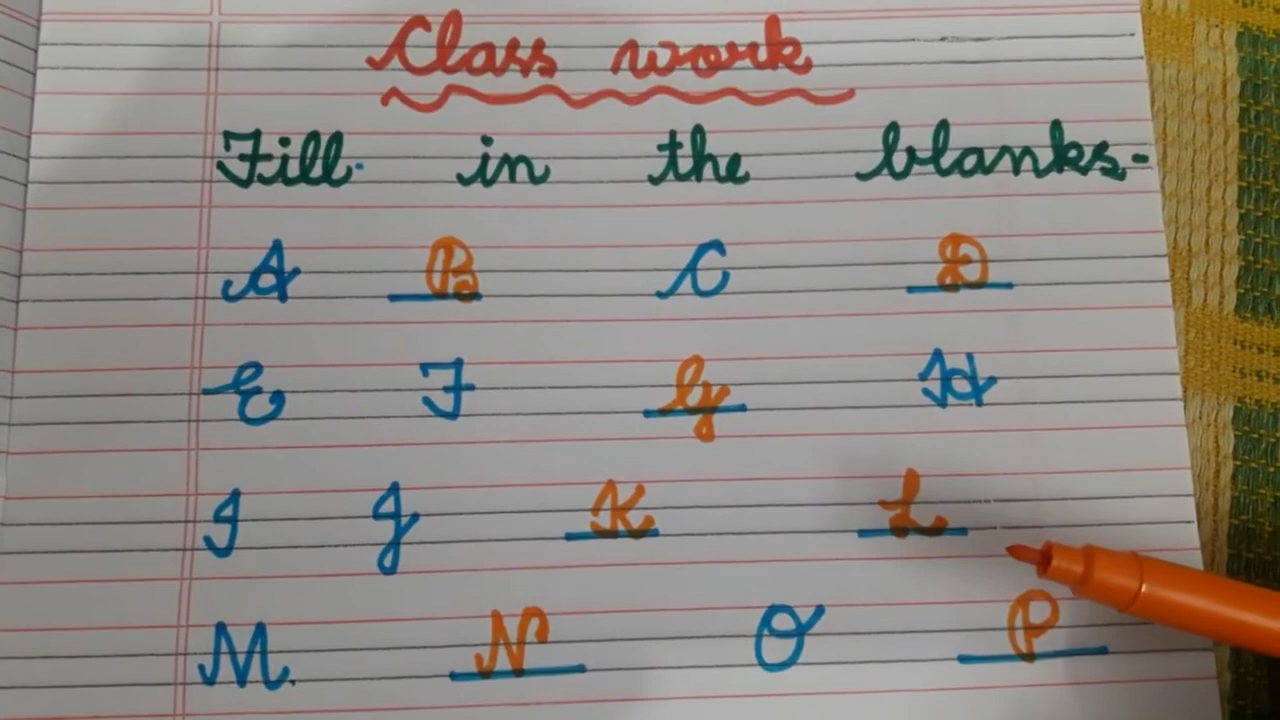 Class work
Fill in the blanks-
A B C D
E F G H
I J K L
M N O P